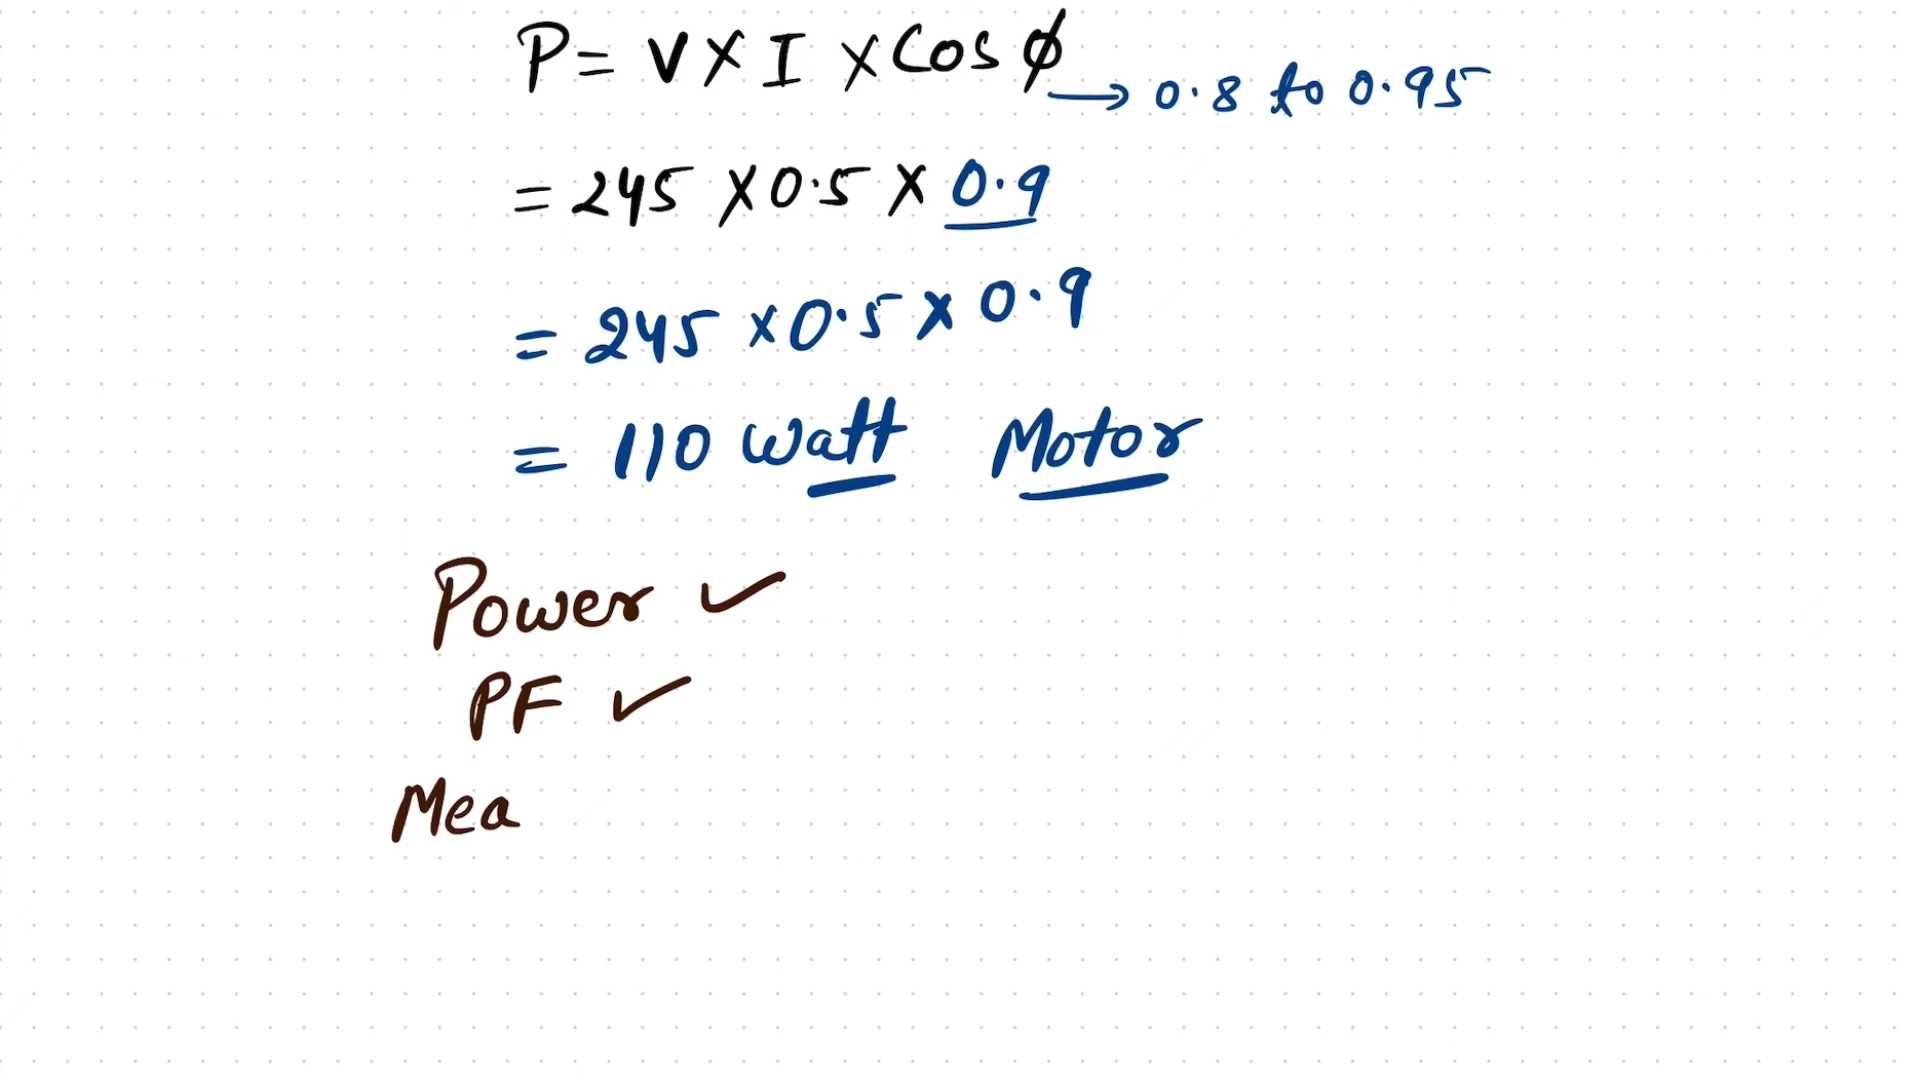 P = V X I X Cos ϕ → 0.8 to 0.95
= 245 X 0.5 X 0.9
= 245 X 0.5 X 0.9
= 110 Watt Motor
Power ✓
PF ✓
Mea